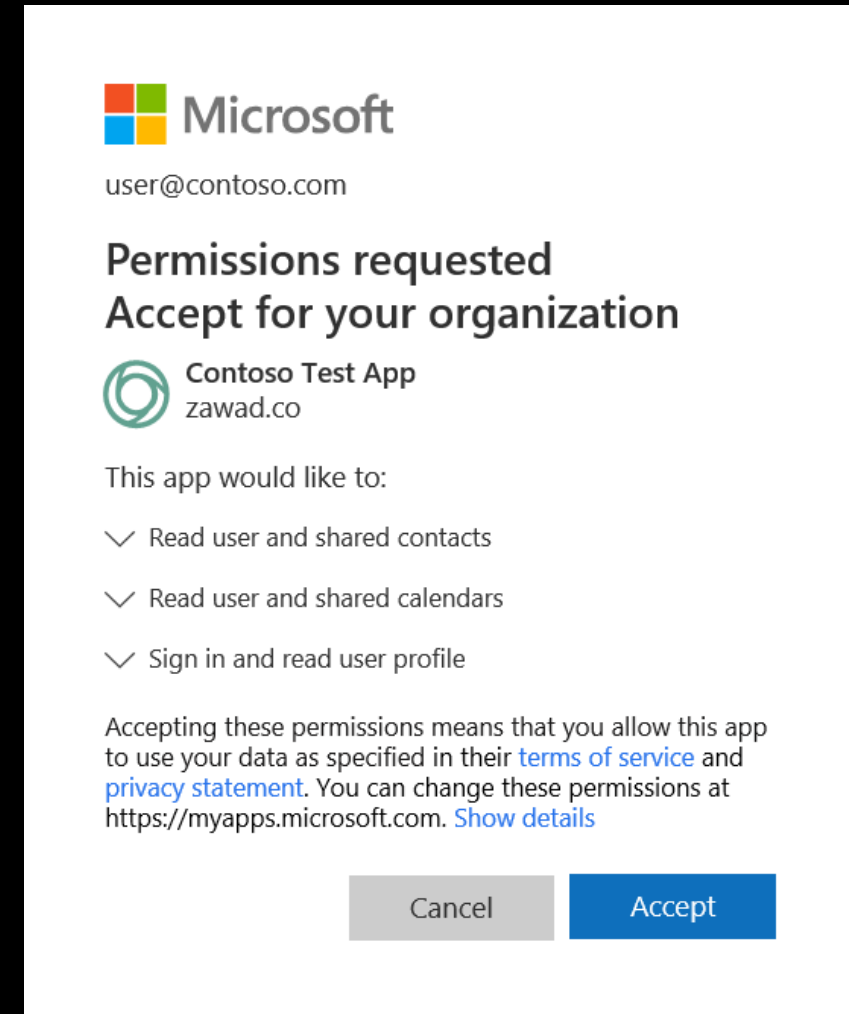 Microsoft
user@contoso.com
Permissions requested
Accept for your organization
Contoso Test App
zawad.co
This app would like to:
Read user and shared contacts
Read user and shared calendars
Sign in and read user profile
Accepting these permissions means that you allow this app
to use your data as specified in their terms of service and
privacy statement. You can change these permissions at
https://myapps.microsoft.com. Show details
Cancel Accept